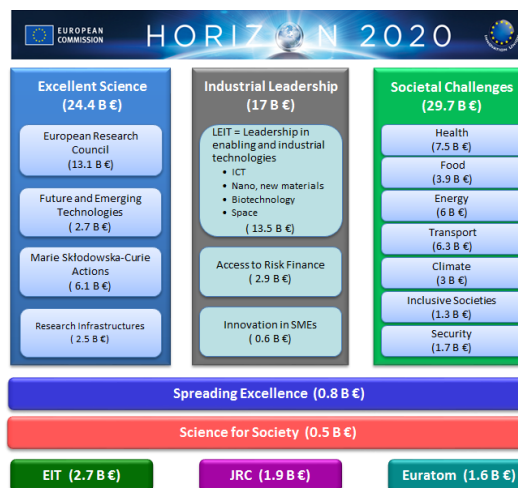 EUROPEAN
COMMISSION
HORIZON 2020
Excellent Science
(24.4 B €)
European Research
Council
(13.1 B €)
Future and Emerging
Technologies
( 2.7 B €)
Marie Skłodowska-Curie
Actions
( 6.1 B €)
Research Infrastructures
( 2.5 B €)
Industrial Leadership
(17 B €)
LEIT = Leadership in
enabling and industrial
technologies
• ICT
• Nano, new materials
• Biotechnology
• Space
( 13.5 B €)
Access to Risk Finance
( 2.9 B €)
Innovation in SMEs
( 0.6 B €)
Societal Challenges
(29.7 B €)
Health
(7.5 B €)
Food
(3.9 B €)
Energy
(6 B €)
Transport
(6.3 B €)
Climate
(3 B €)
Inclusive Societies
(1.3 B €)
Security
(1.7 B €)
Spreading Excellence (0.8 B €)
Science for Society (0.5 B €)
EIT (2.7 B €)
JRC (1.9 B €)
Euratom (1.6 B €)